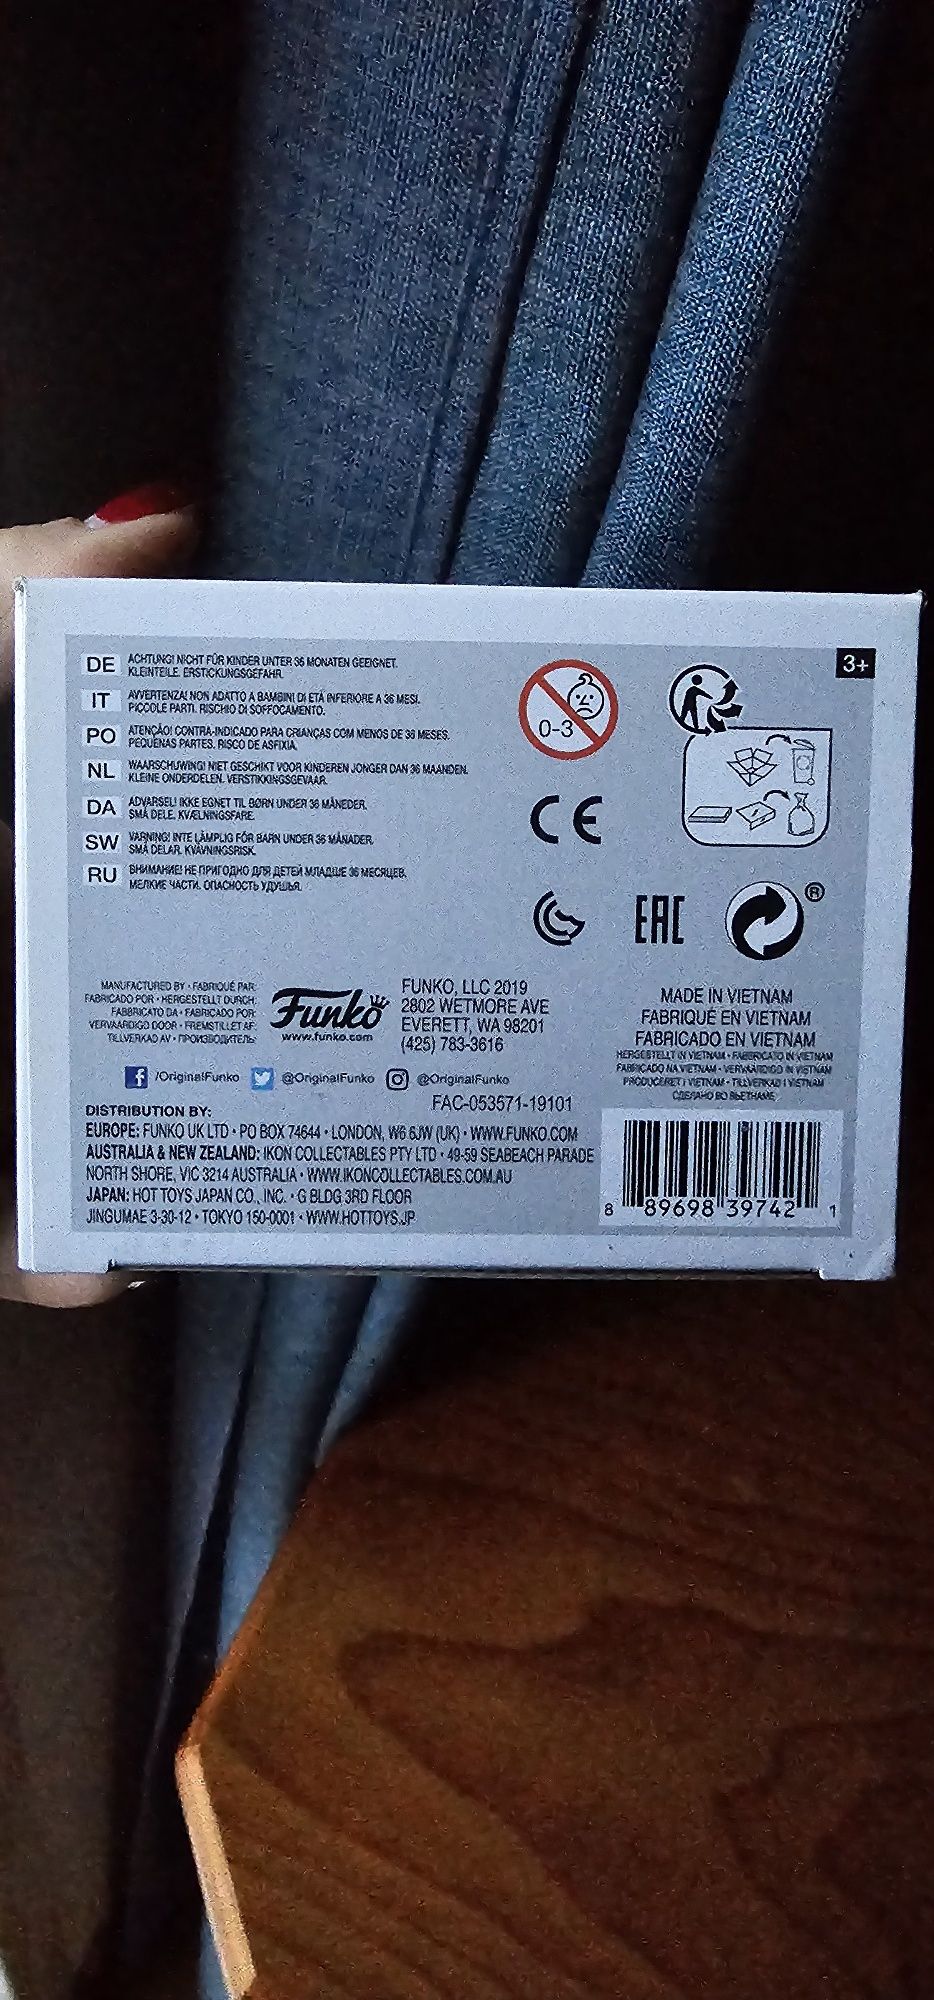 DE ACHTUNG! NICHT FÜR KINDER UNTER 36 MONATEN GEEIGNET.
KLEINTEILE. ERSTICKUNGSGEFAHR.
IT AVVERTENZA! NON ADATTO A BAMBINI DI ETÀ INFERIORE A 36 MESI.
PICCOLE PARTI. RISCHIO DI SOFFOCAMENTO.
PO ATENÇÃO! CONTRA-INDICADO PARA CRIANÇAS COM MENOS DE 36 MESES.
PEQUENAS PARTES. RISCO DE ASFIXIA.
NL WAARSCHUWING! NIET GESCHIKT VOOR KINDEREN JONGER DAN 36 MAANDEN.
KLEINE ONDERDELEN. VERSTIKKINGSGEVAAR.
DA ADVARSEL! IKKE EGNET TIL BØRN UNDER 36 MÅNEDER.
SMÅ DELE. KVÆLNINGSFARE.
SW VARNING! INTE LÄMPLIG FÖR BARN UNDER 36 MÅNADER.
SMÅ DELAR. KVÄVNINGSRISK.
RU ВНИМАНИЕ! НЕ ПРИГОДНО ДЛЯ ДЕТЕЙ МЛАДШЕ 36 МЕСЯЦЕВ.
МЕЛКИЕ ЧАСТИ. ОПАСНОСТЬ УДУШЬЯ.
0-3
3+
CE
EAC
®
MANUFACTURED BY • FABRIQUÉ PAR:
FABRICADO POR • HERGESTELLT DURCH:
FABBRICATO DA • FABRICADO POR:
VERVAARDIGD DOOR • FREMSTILLET AF:
TILLVERKAD AV • ПРОИЗВОДИТЕЛЬ:
Funko
www.funko.com
FUNKO, LLC 2019
2802 WETMORE AVE
EVERETT, WA 98201
(425) 783-3616
MADE IN VIETNAM
FABRIQUÉ EN VIETNAM
FABRICADO EN VIETNAM
HERGESTELLT IN VIETNAM • FABBRICATO IN VIETNAM
FABRICADO NA VIETNAM • VERVAARDIGD IN VIETNAM
PRODUCERET I VIETNAM • TILLVERKAD I VIETNAM
СДЕЛАНО ВО ВЬЕТНАМЕ
/OriginalFunko @OriginalFunko @OriginalFunko
FAC-053571-19101
DISTRIBUTION BY:
EUROPE: FUNKO UK LTD • PO BOX 74644 • LONDON, W6 6JW (UK) • WWW.FUNKO.COM
AUSTRALIA & NEW ZEALAND: IKON COLLECTABLES PTY LTD • 49-59 SEABEACH PARADE
NORTH SHORE, VIC 3214 AUSTRALIA • WWW.IKONCOLLECTABLES.COM.AU
JAPAN: HOT TOYS JAPAN CO., INC. • G BLDG 3RD FLOOR
JINGUMAE 3-30-12 • TOKYO 150-0001 • WWW.HOTTOYS.JP
8 89698 39742 1